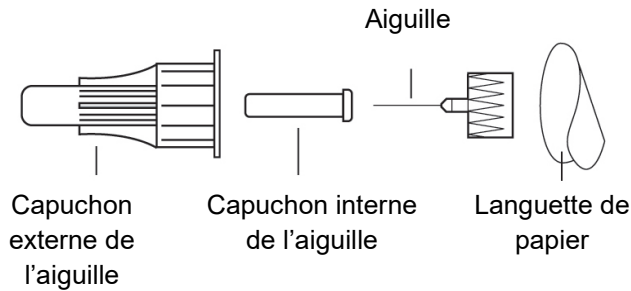 Aiguille
Capuchon
externe de
l’aiguille
Capuchon interne
de l’aiguille
Languette de
papier